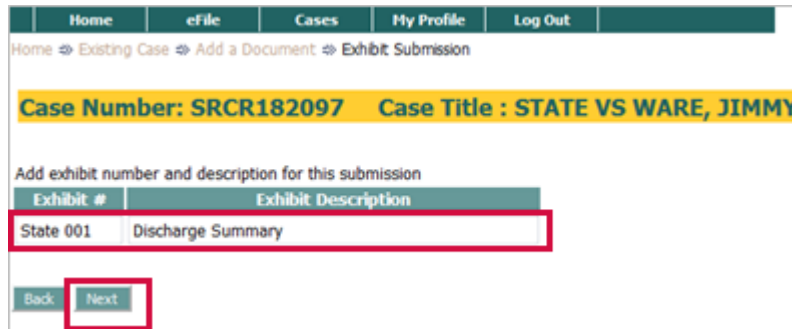 Home eFile Cases My Profile Log Out
Home ⇨ Existing Case ⇨ Add a Document ⇨ Exhibit Submission
Case Number: SRCR182097 Case Title : STATE VS WARE, JIMMY
Add exhibit number and description for this submission
Exhibit # Exhibit Description
State 001 Discharge Summary
Back Next